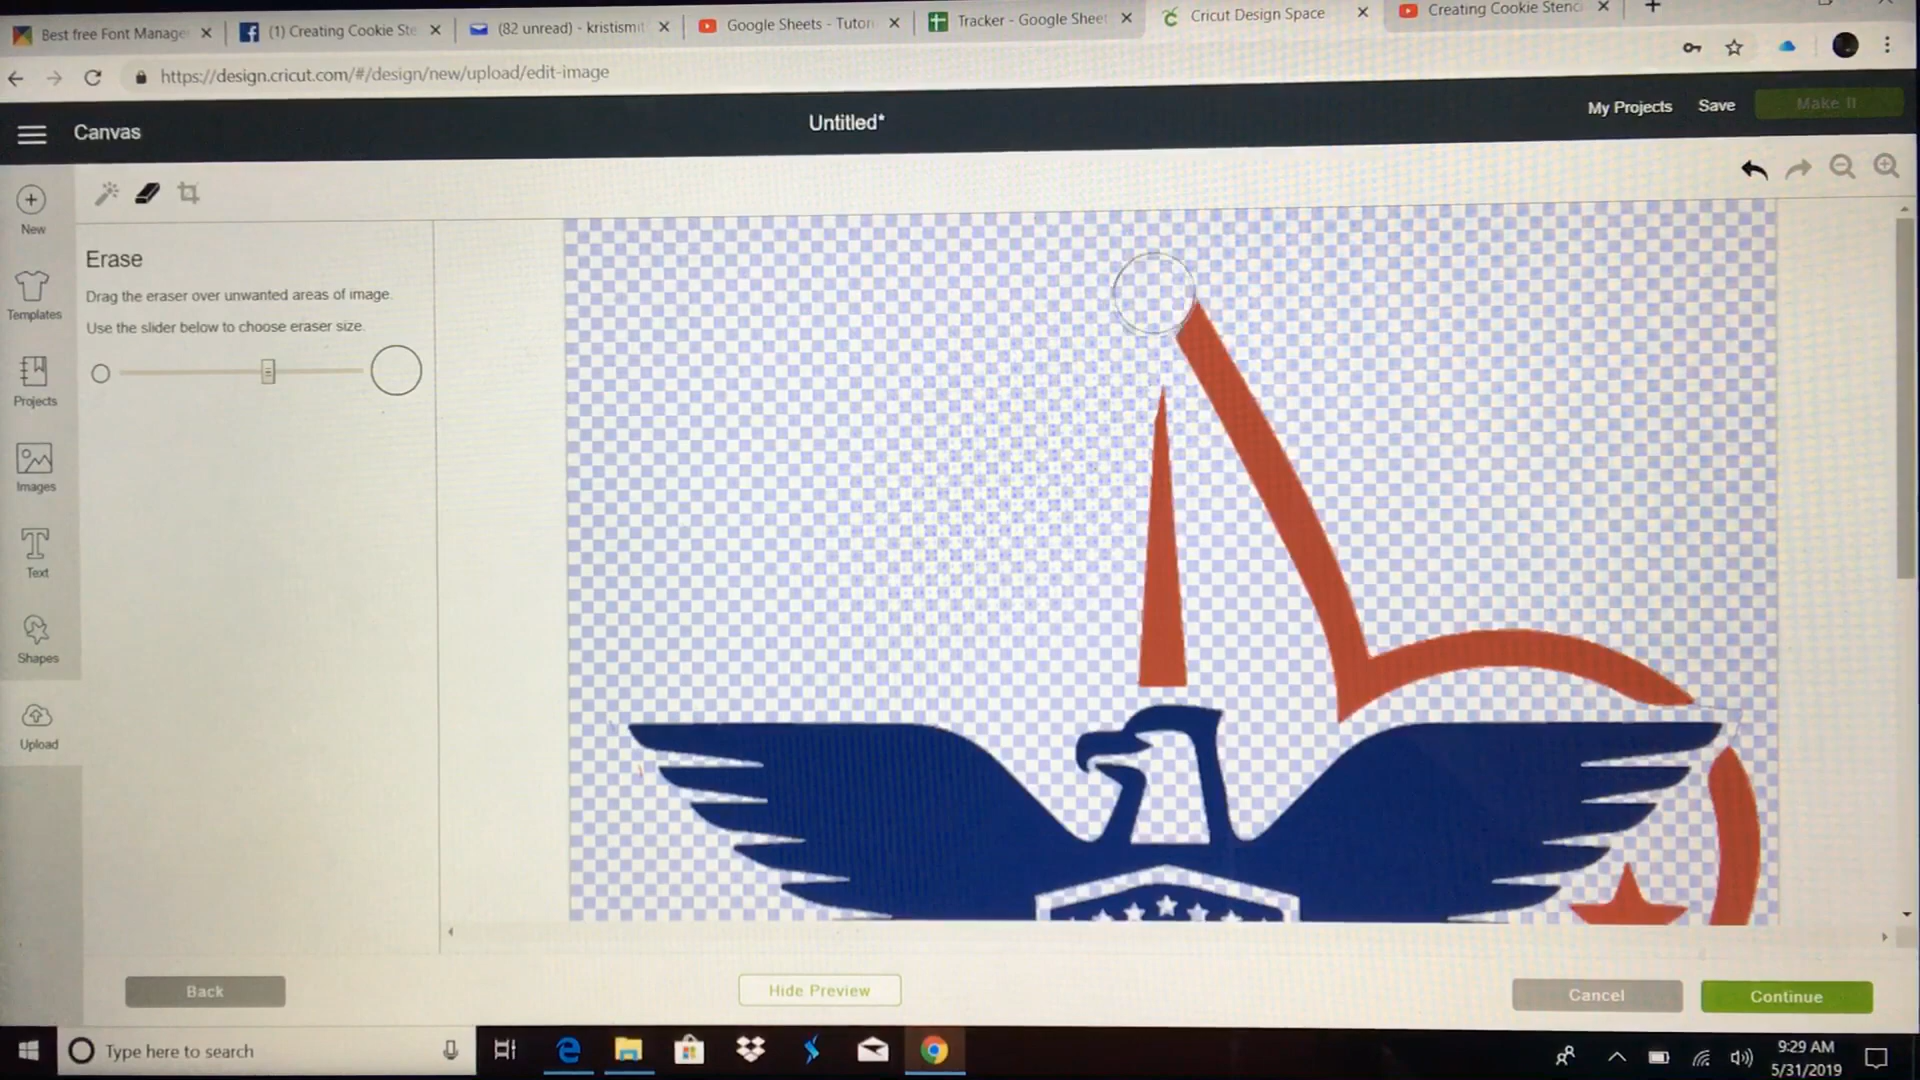 Best free Font Manage
(1) Creating Cookie Ste
(82 unread) - kristismit
Google Sheets - Tutor
Tracker - Google Sheet
Cricut Design Space
Creating Cookie Stenc
https://design.cricut.com/#/design/new/upload/edit-image
Canvas
Untitled*
My Projects
Save
Make It
New
Templates
Projects
Images
Text
Shapes
Upload
Erase
Drag the eraser over unwanted areas of image.
Use the slider below to choose eraser size.
Back
Hide Preview
Cancel
Continue
Type here to search
9:29 AM
5/31/2019